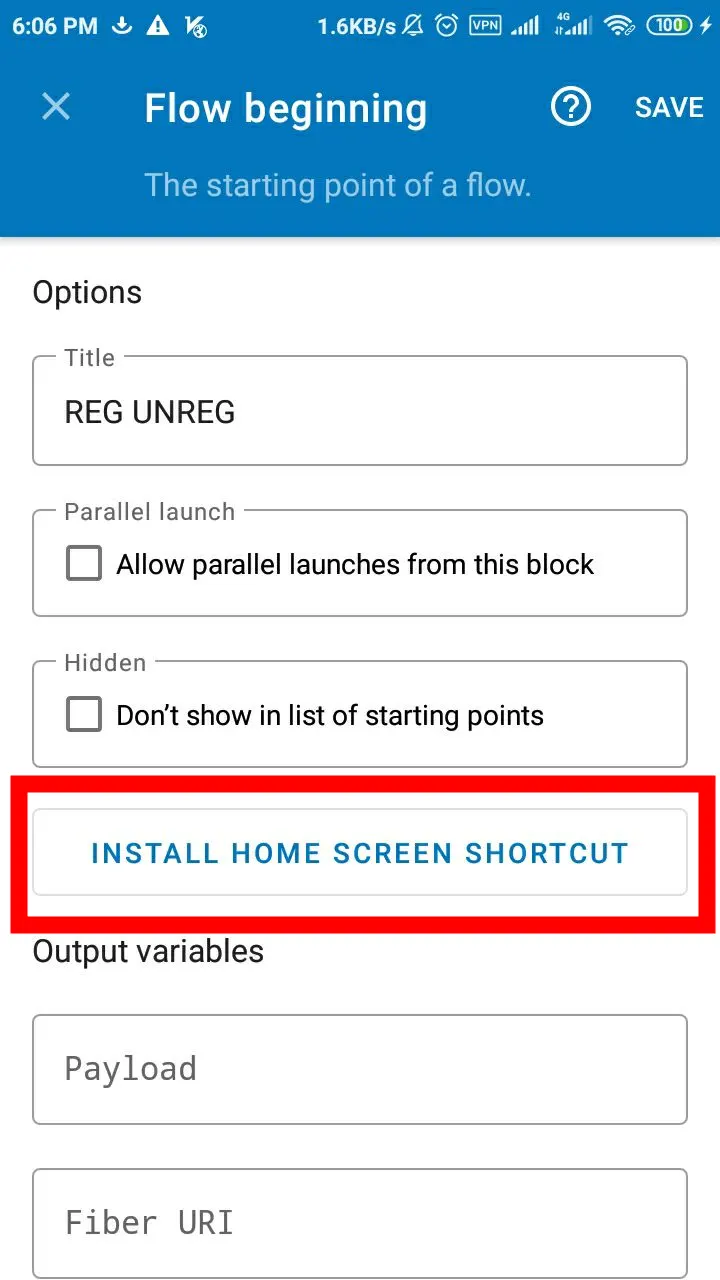 6:06 PM 1.6KB/s VPN 4G 100
Flow beginning
SAVE
The starting point of a flow.
Options
Title
REG UNREG
Parallel launch
Allow parallel launches from this block
Hidden
Don’t show in list of starting points
INSTALL HOME SCREEN SHORTCUT
Output variables
Payload
Fiber URI